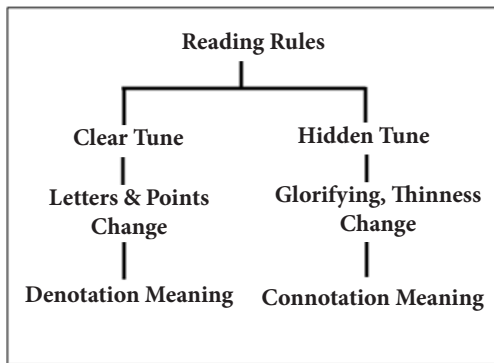 Reading Rules
Clear Tune
Hidden Tune
Letters & Points
Change
Glorifying, Thinness
Change
Denotation Meaning
Connotation Meaning